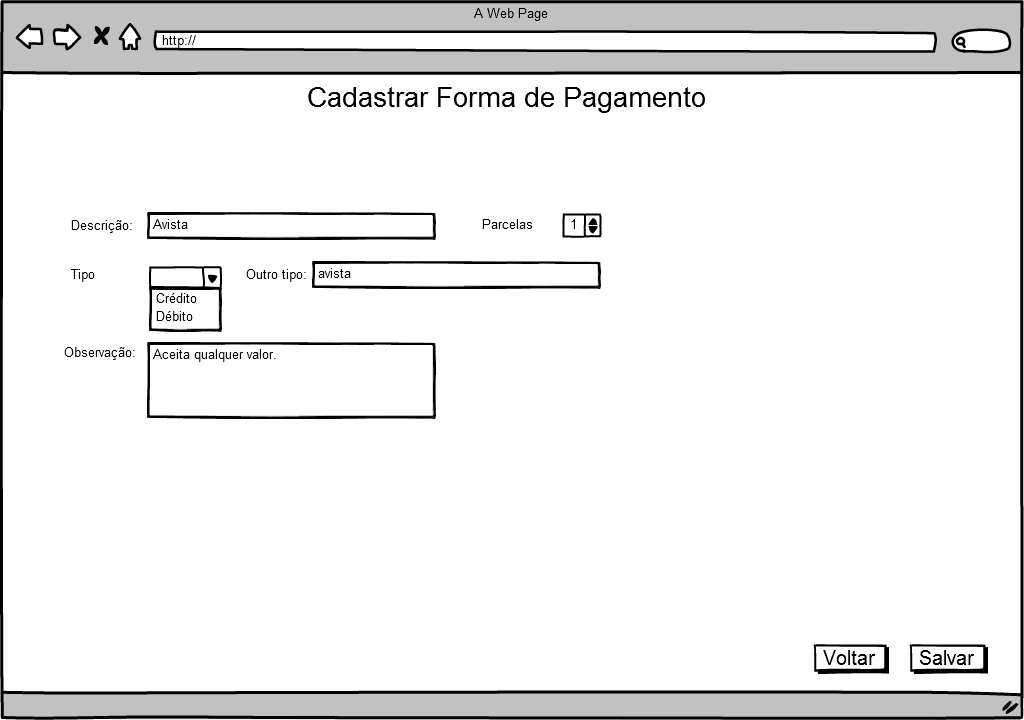 A Web Page
http://
Cadastrar Forma de Pagamento
Descrição: Avista Parcelas 1
Tipo Outro tipo: avista
Crédito
Débito
Observação: Aceita qualquer valor.
Voltar Salvar